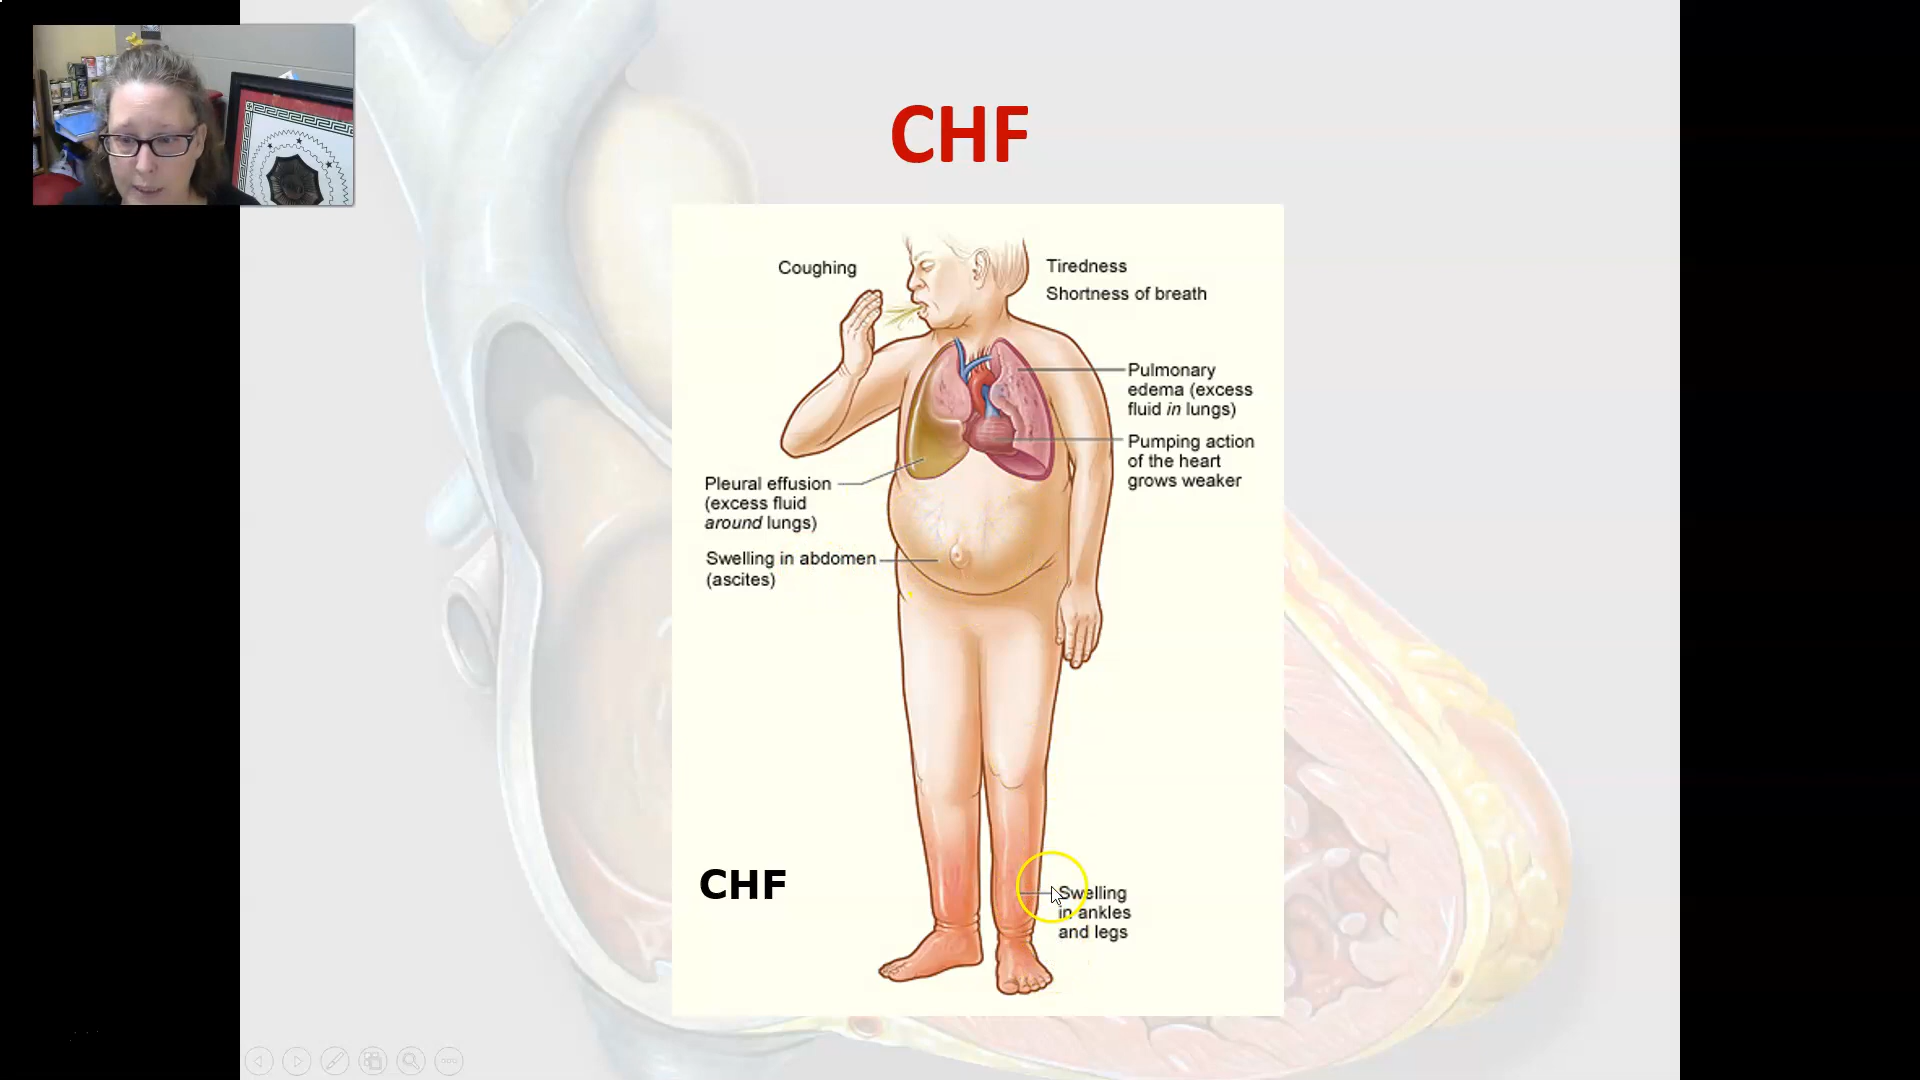 CHF
Coughing
Tiredness
Shortness of breath
Pulmonary
edema (excess
fluid in lungs)
Pumping action
of the heart
grows weaker
Pleural effusion
(excess fluid
around lungs)
Swelling in abdomen
(ascites)
CHF
Swelling
in ankles
and legs